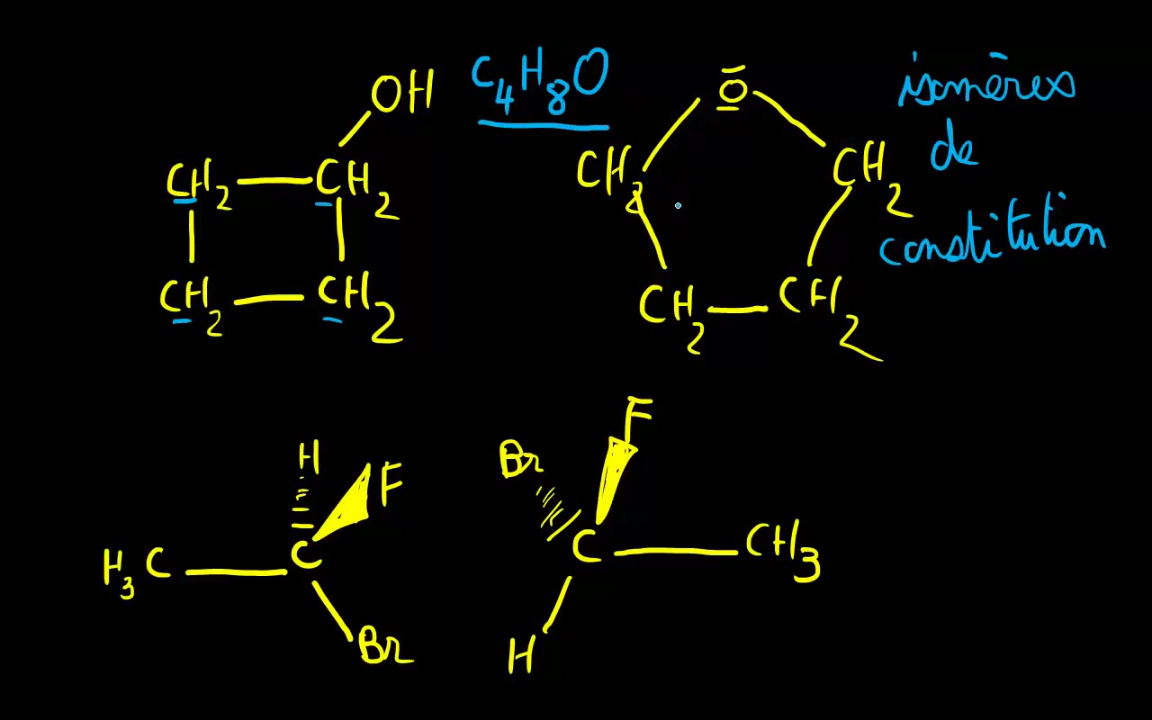 OH
C4H8O
O
isomères
de
constitution
CH2
CH2
CH2
CH2
CH2
CH2
CH2
CH2
H
F
C
H3C
Br
F
Br
C
CH3
H